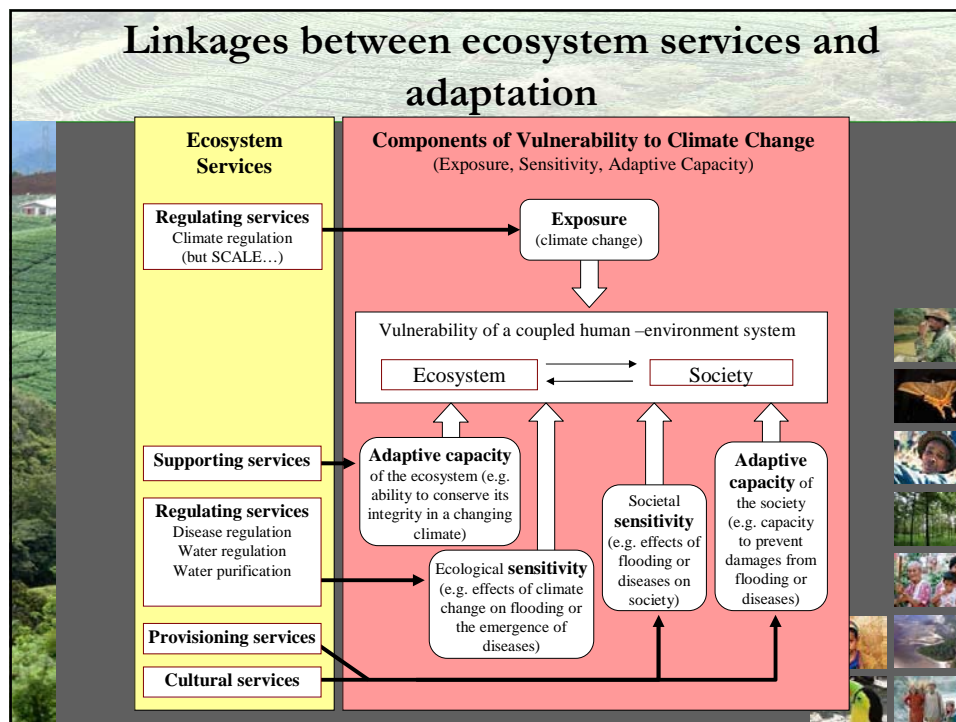 Linkages between ecosystem services and
adaptation
Ecosystem
Services
Components of Vulnerability to Climate Change
(Exposure, Sensitivity, Adaptive Capacity)
Regulating services
Climate regulation
(but SCALE…)
Exposure
(climate change)
Vulnerability of a coupled human –environment system
Ecosystem
Society
Supporting services
Adaptive capacity
of the ecosystem (e.g.
ability to conserve its
integrity in a changing
climate)
Regulating services
Disease regulation
Water regulation
Water purification
Ecological sensitivity
(e.g. effects of climate
change on flooding or
the emergence of
diseases)
Societal
sensitivity
(e.g. effects of
flooding or
diseases on
society)
Adaptive
capacity of
the society
(e.g. capacity
to prevent
damages from
flooding or
diseases)
Provisioning services
Cultural services